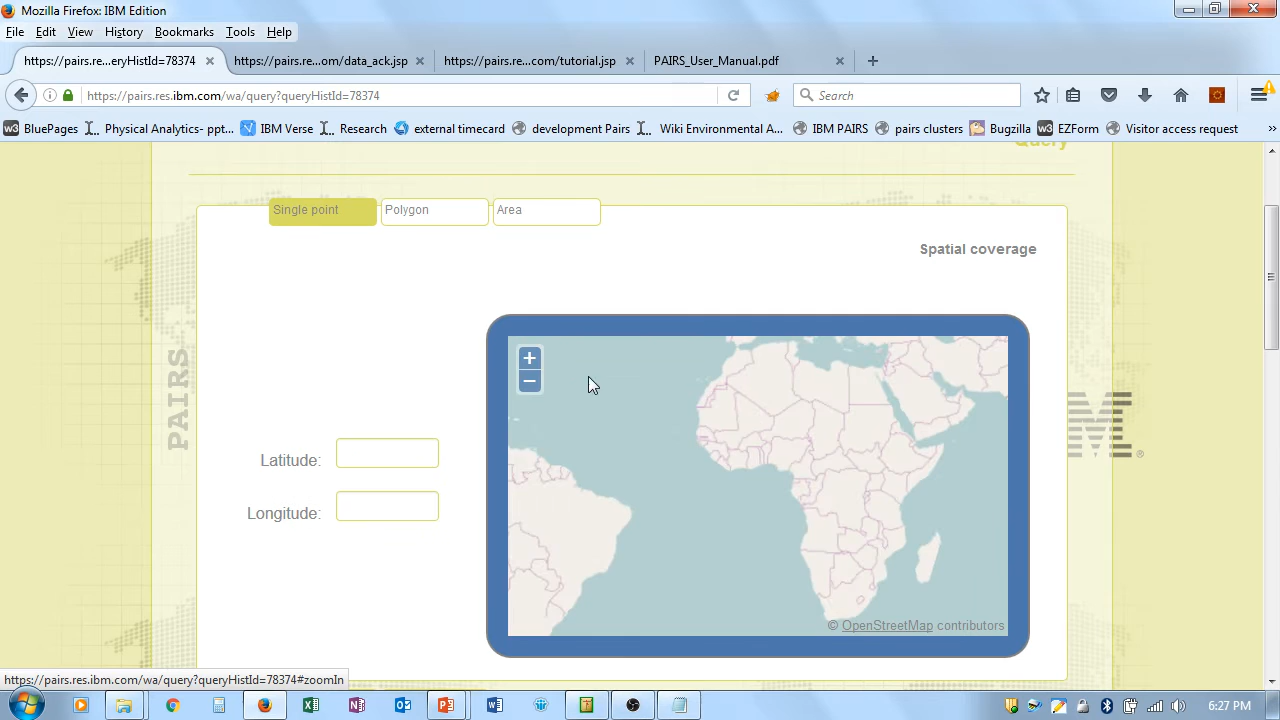 Mozilla Firefox: IBM Edition
File Edit View History Bookmarks Tools Help
https://pairs.re...eryHistId=78374 https://pairs.re...om/data_ack.jsp https://pairs.re...com/tutorial.jsp PAIRS_User_Manual.pdf
https://pairs.res.ibm.com/wa/query?queryHistId=78374 Search
BluePages Physical Analytics- ppt... IBM Verse Research external timecard development Pairs Wiki Environmental A... IBM PAIRS pairs clusters Bugzilla EZForm Visitor access request
Query
Single point Polygon Area
Spatial coverage
+
−
PAIRS
Latitude:
Longitude:
© OpenStreetMap contributors
https://pairs.res.ibm.com/wa/query?queryHistId=78374#zoomIn
6:27 PM